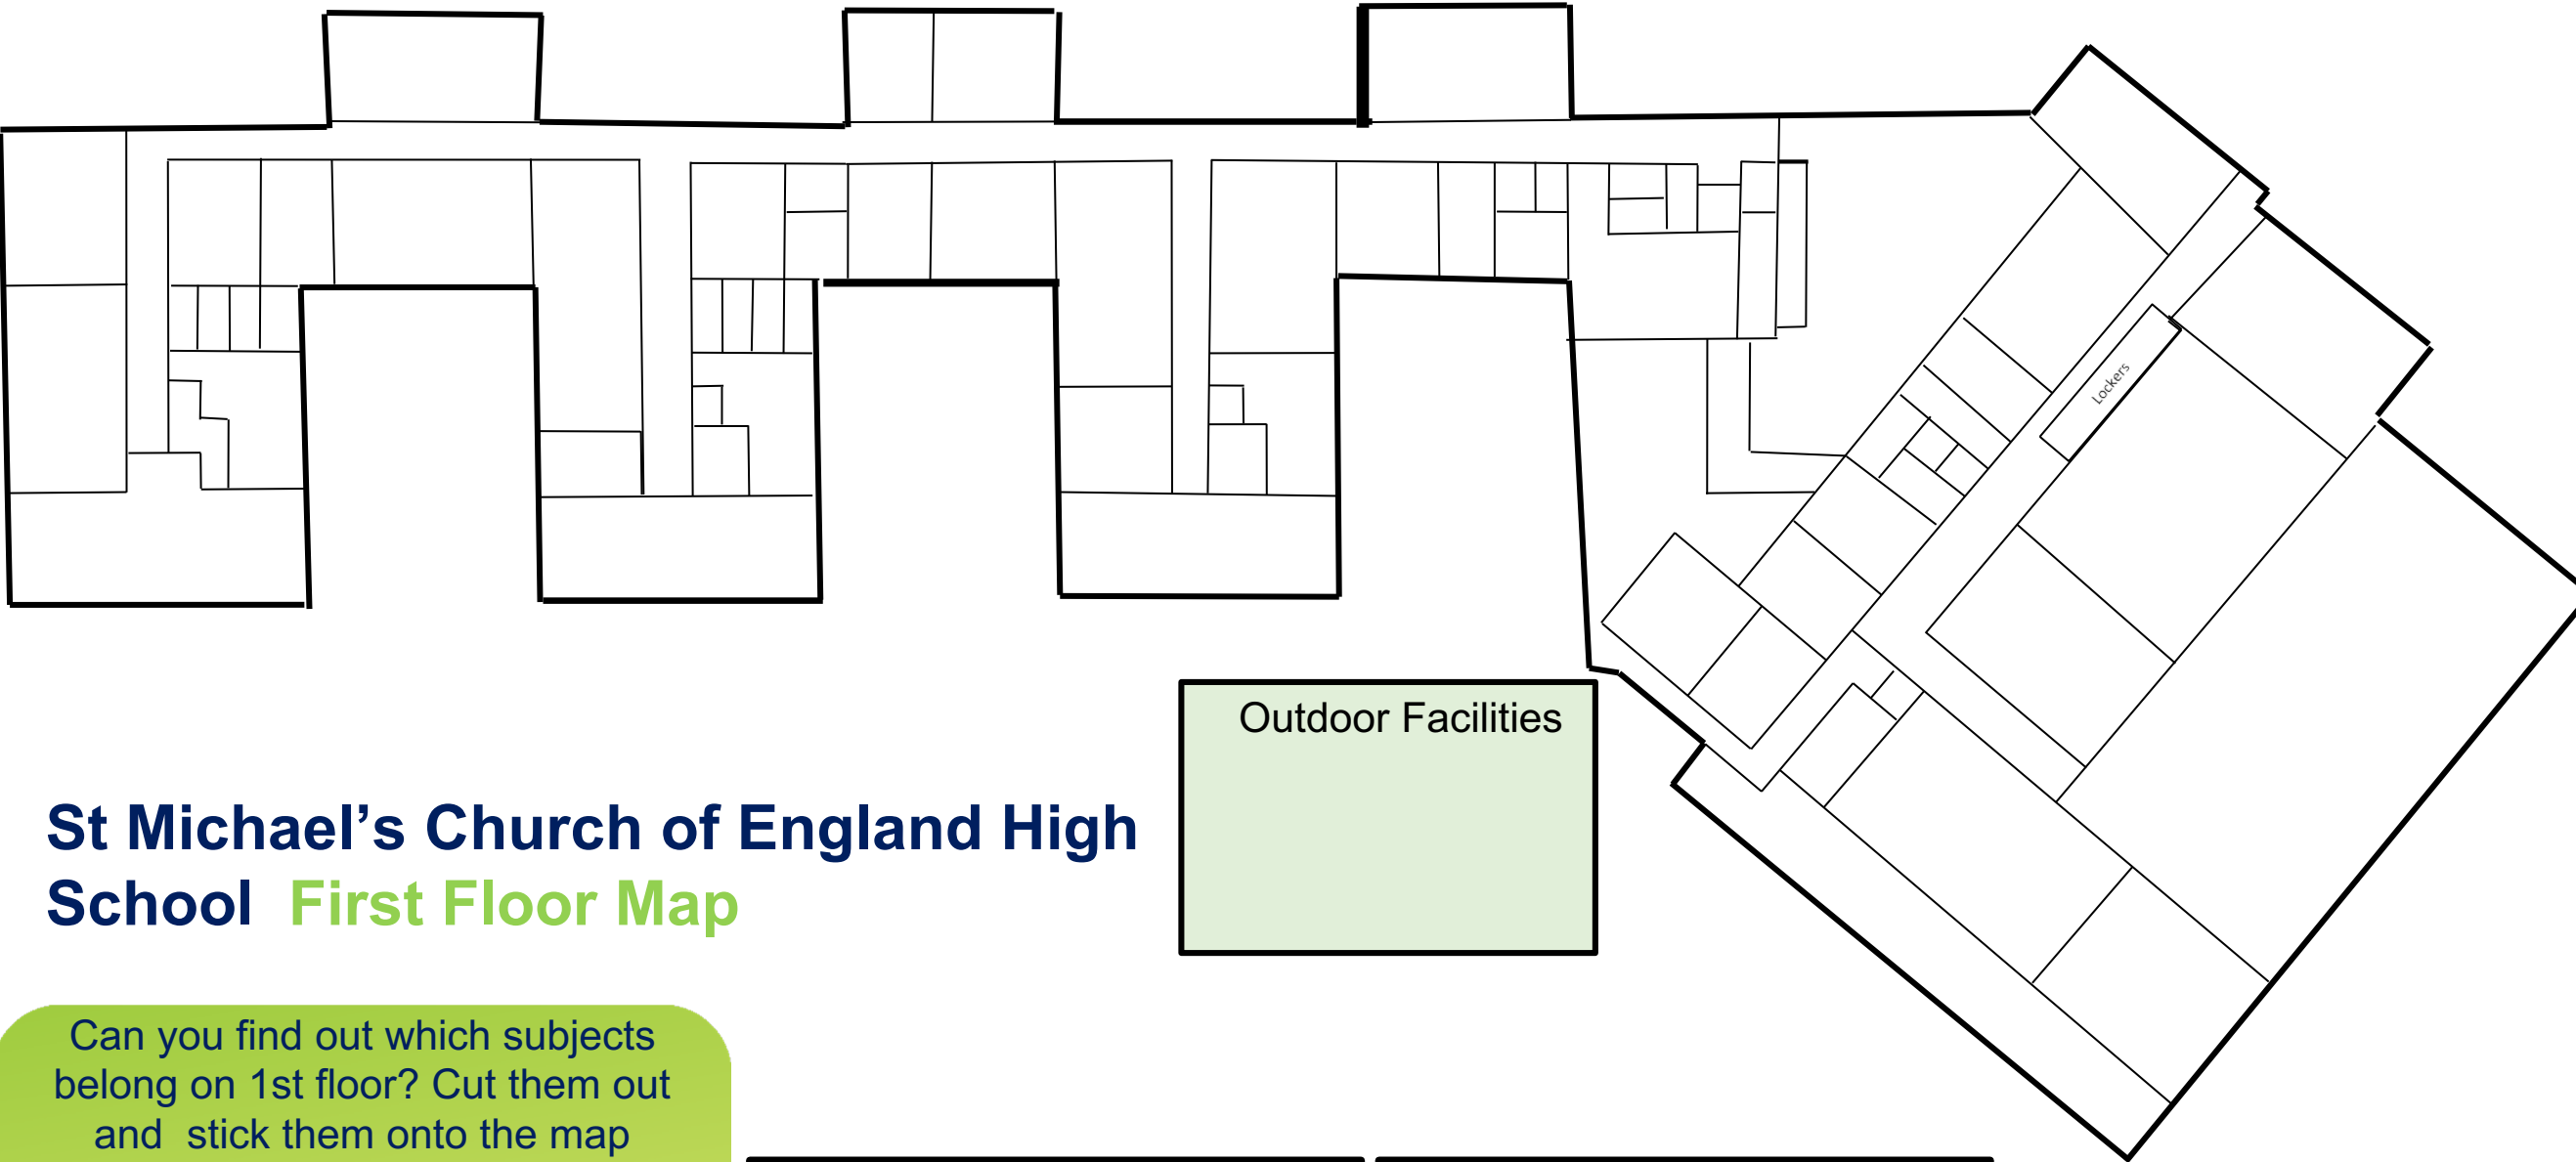 Lockers
Outdoor Facilities
St Michael’s Church of England High
School First Floor Map
Can you find out which subjects
belong on 1st floor? Cut them out
and stick them onto the map